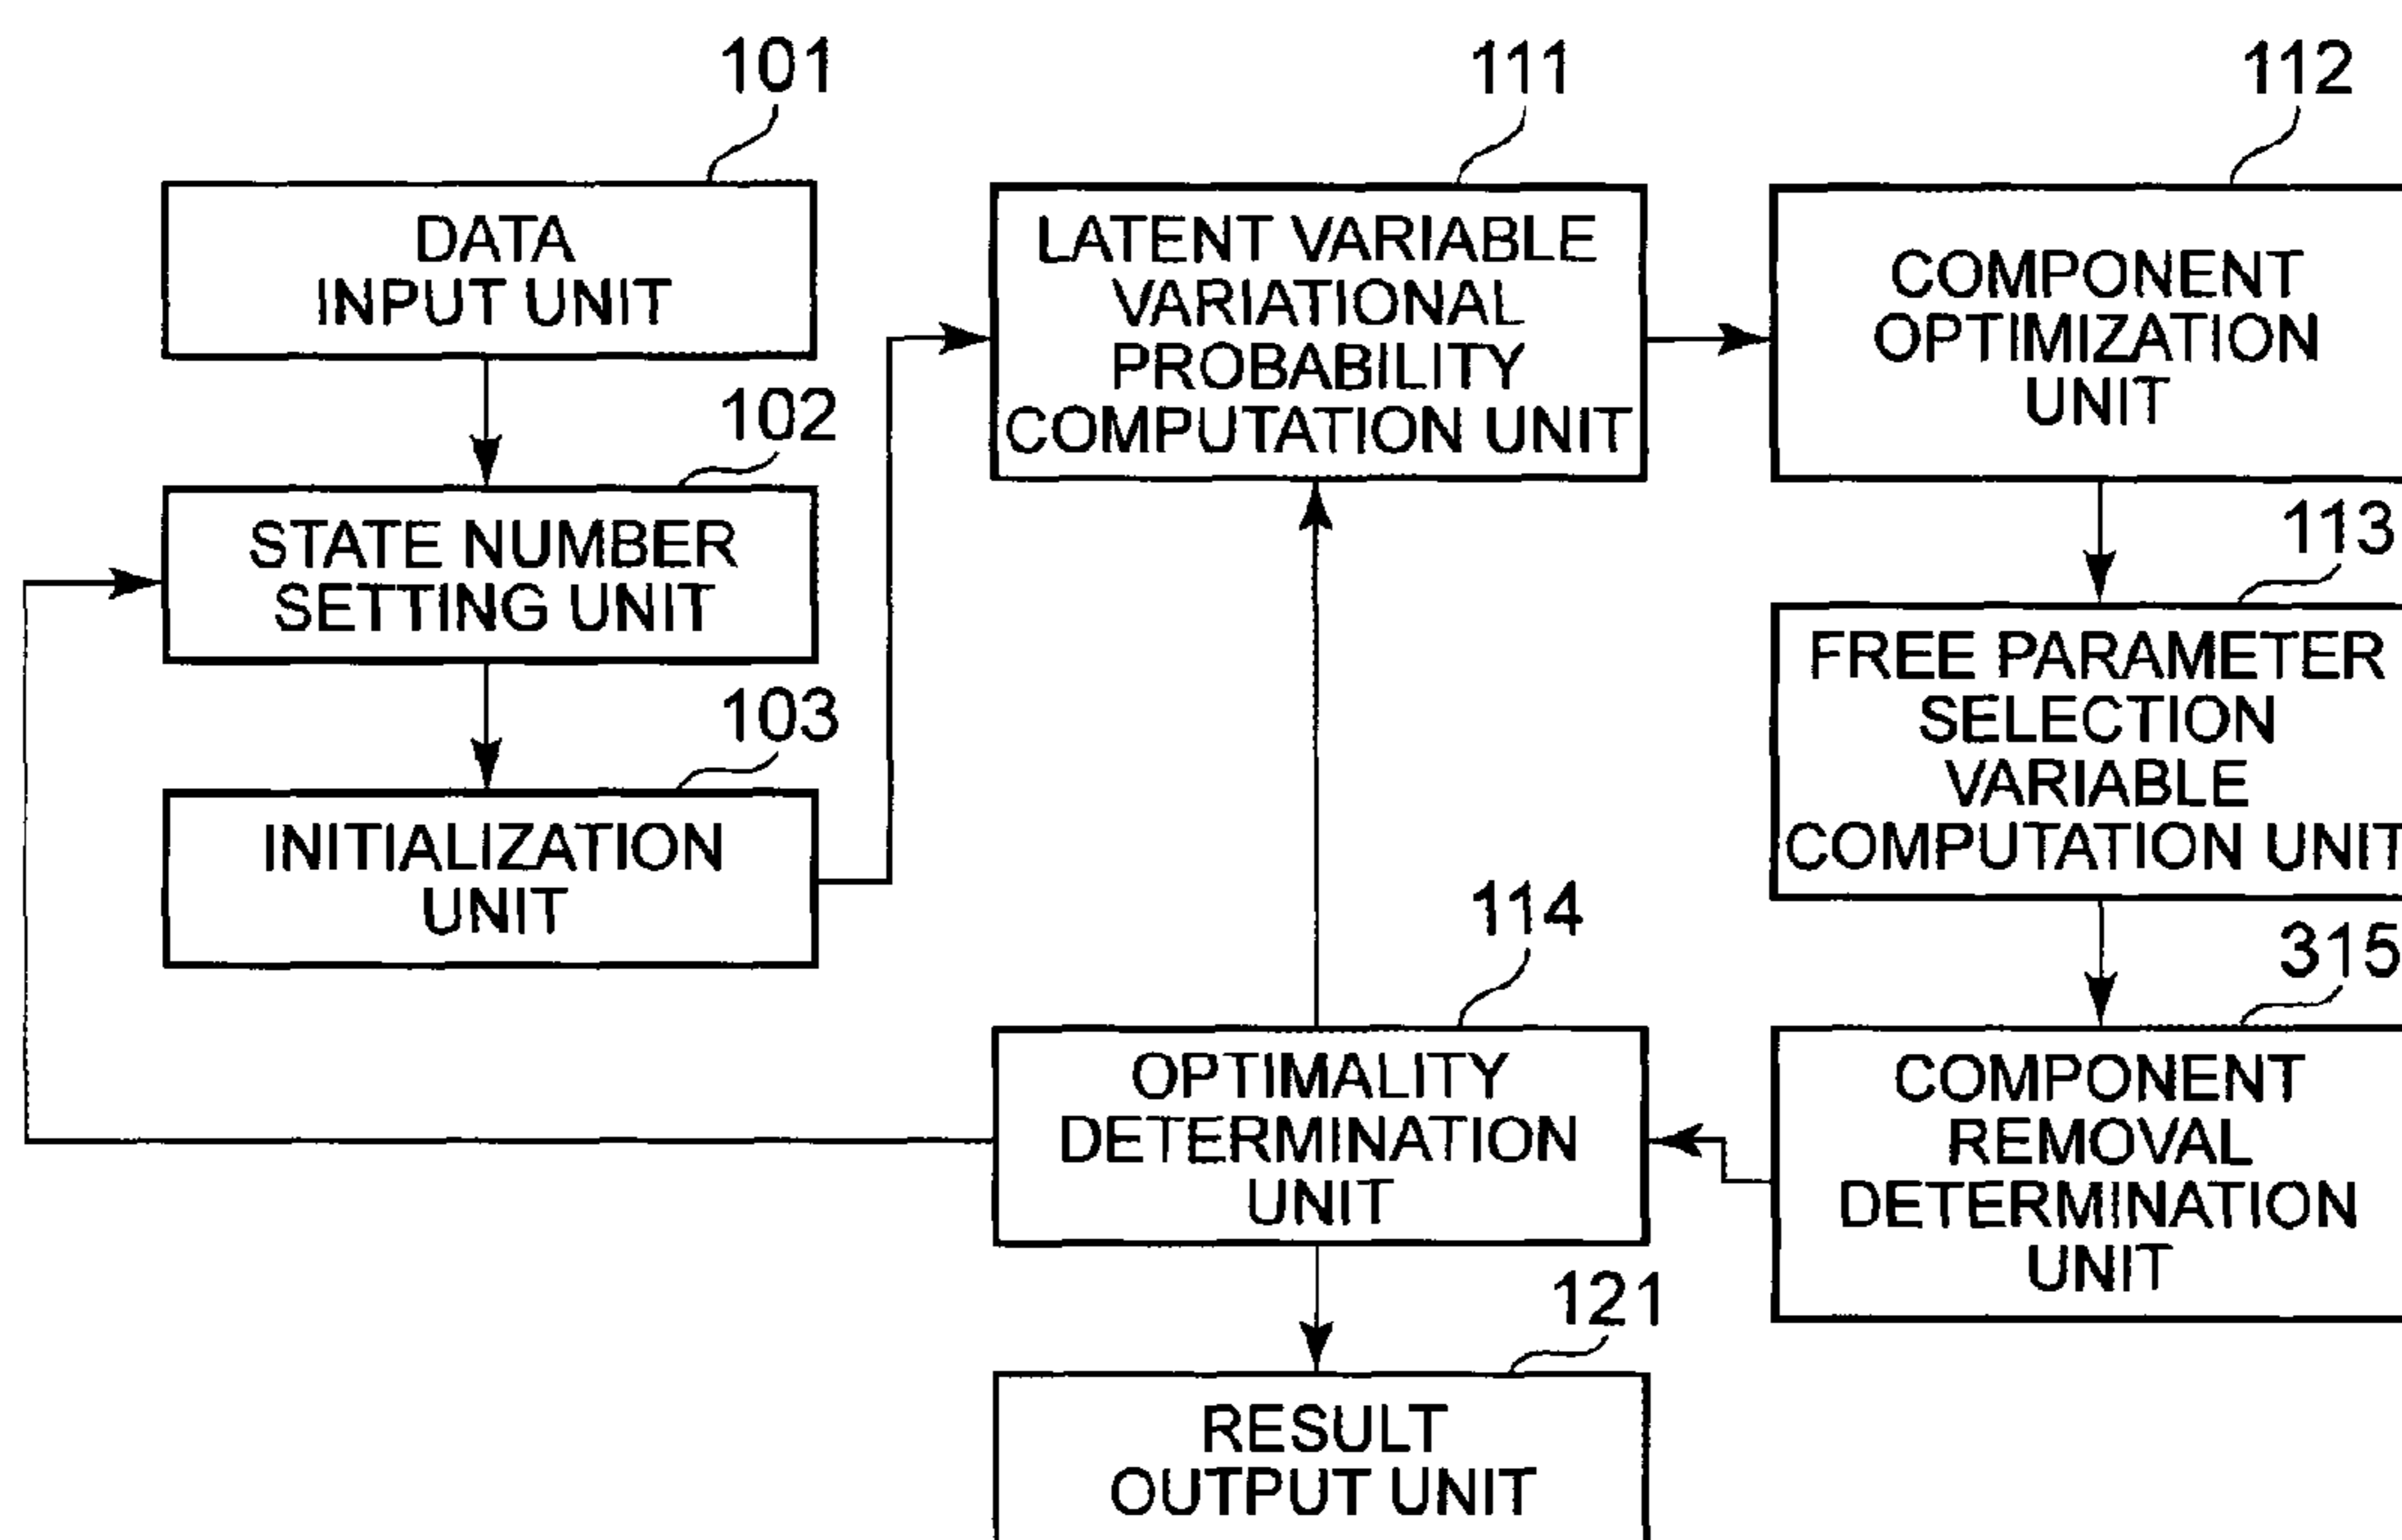 101
DATA
INPUT UNIT
102
STATE NUMBER
SETTING UNIT
103
INITIALIZATION
UNIT
111
LATENT VARIABLE
VARIATIONAL
PROBABILITY
COMPUTATION UNIT
112
COMPONENT
OPTIMIZATION
UNIT
113
FREE PARAMETER
SELECTION
VARIABLE
COMPUTATION UNIT
315
COMPONENT
REMOVAL
DETERMINATION
UNIT
114
OPTIMALITY
DETERMINATION
UNIT
121
RESULT
OUTPUT UNIT